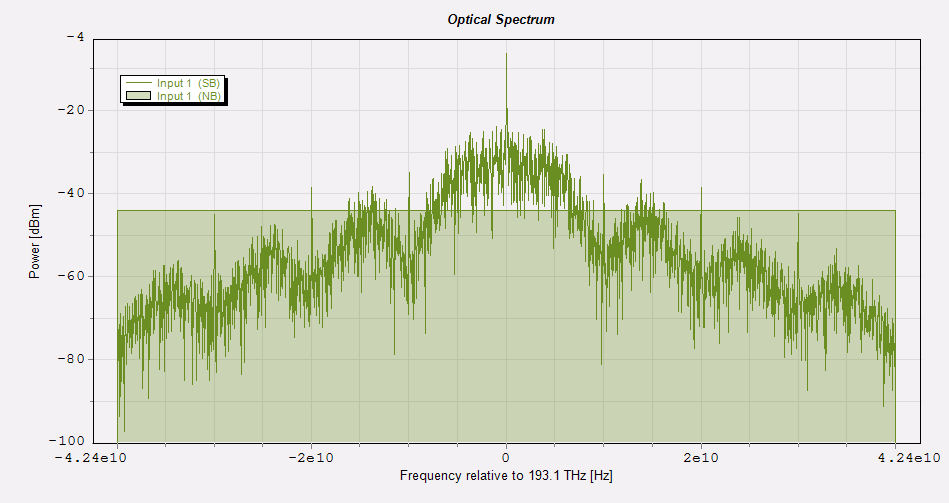 Optical Spectrum
-4
Input 1 (SB)
Input 1 (NB)
-20
-40
Power [dBm]
-60
-80
-100
-4.24e10 -2e10 0 2e10 4.24e10
Frequency relative to 193.1 THz [Hz]